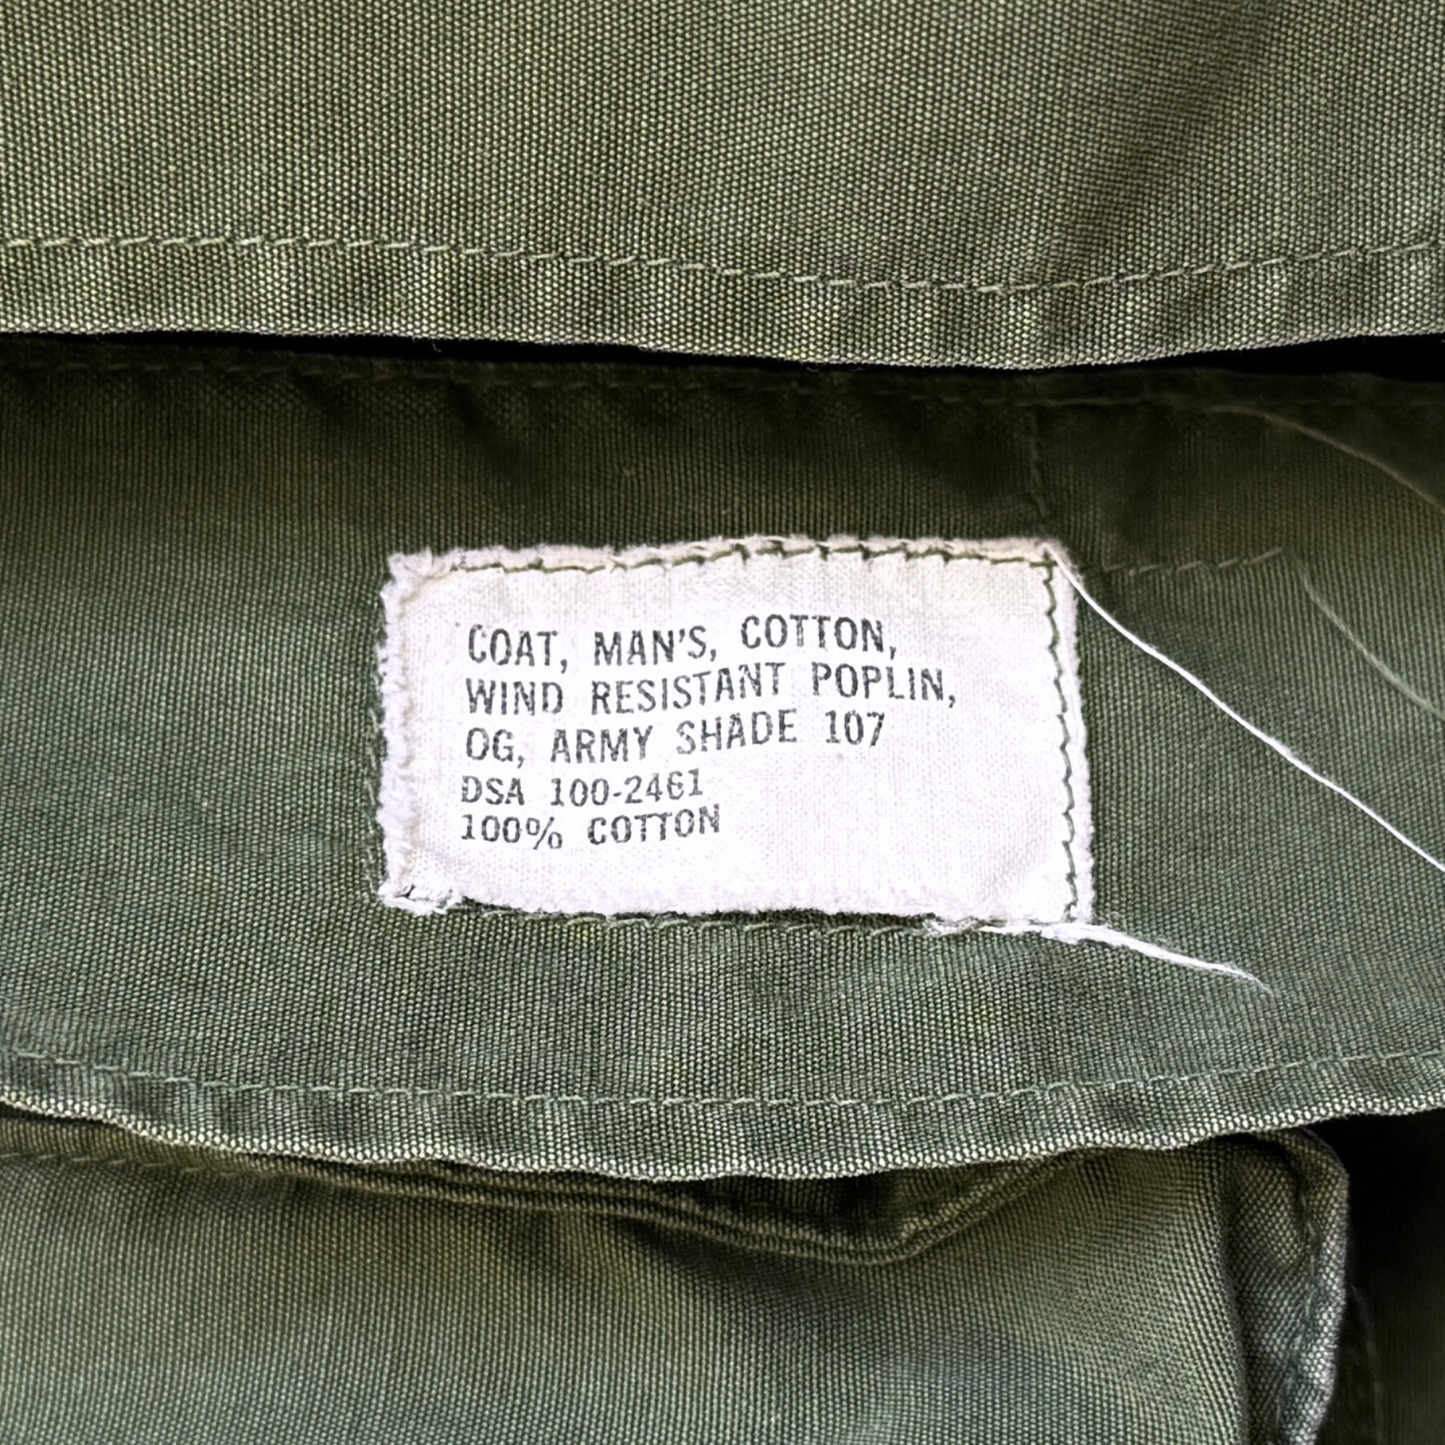 COAT, MAN'S, COTTON,
WIND RESISTANT POPLIN,
OG, ARMY SHADE 107
DSA 100-2461
100% COTTON